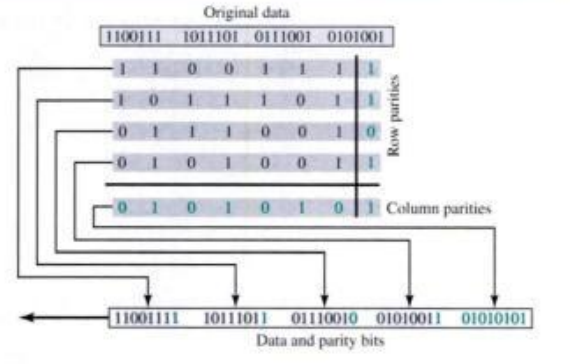 Original data
1100111 1011101 0111001 0101001
1 1 0 0 1 1 1 1
1 0 1 1 1 0 1 1
0 1 1 1 0 0 1 0
0 1 0 1 0 0 1 1
Row parities
0 1 0 1 0 1 0 1 Column parities
11001111 10111011 01110010 01010011 01010101
Data and parity bits